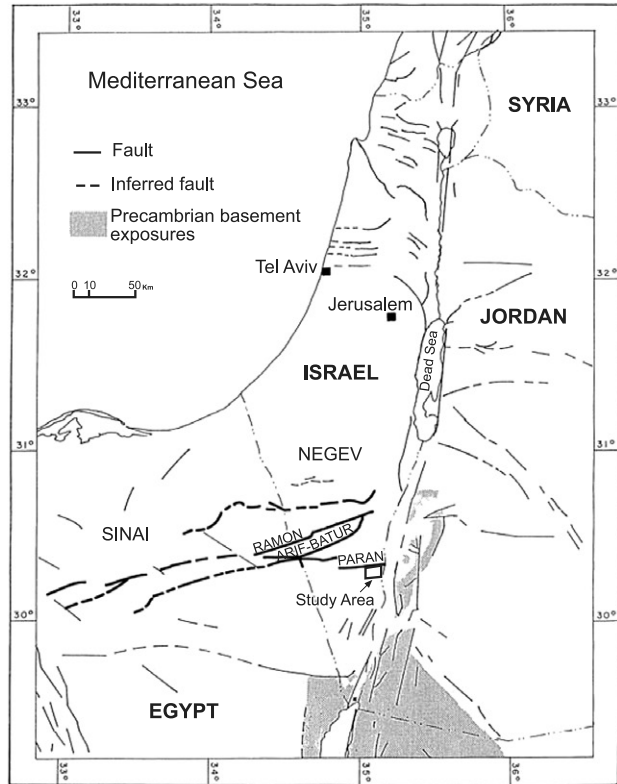 34° 35° 36°
Mediterranean Sea
33°
33°
SYRIA
Fault
Inferred fault
Precambrian basement
exposures
Tel Aviv
32°
32°
0 10 50 Km
Jerusalem
JORDAN
Dead Sea
ISRAEL
31°
31°
NEGEV
SINAI
RAMON
ARIF-BATUR
PARAN
Study Area
30°
30°
EGYPT
33° 34° 35° 36°